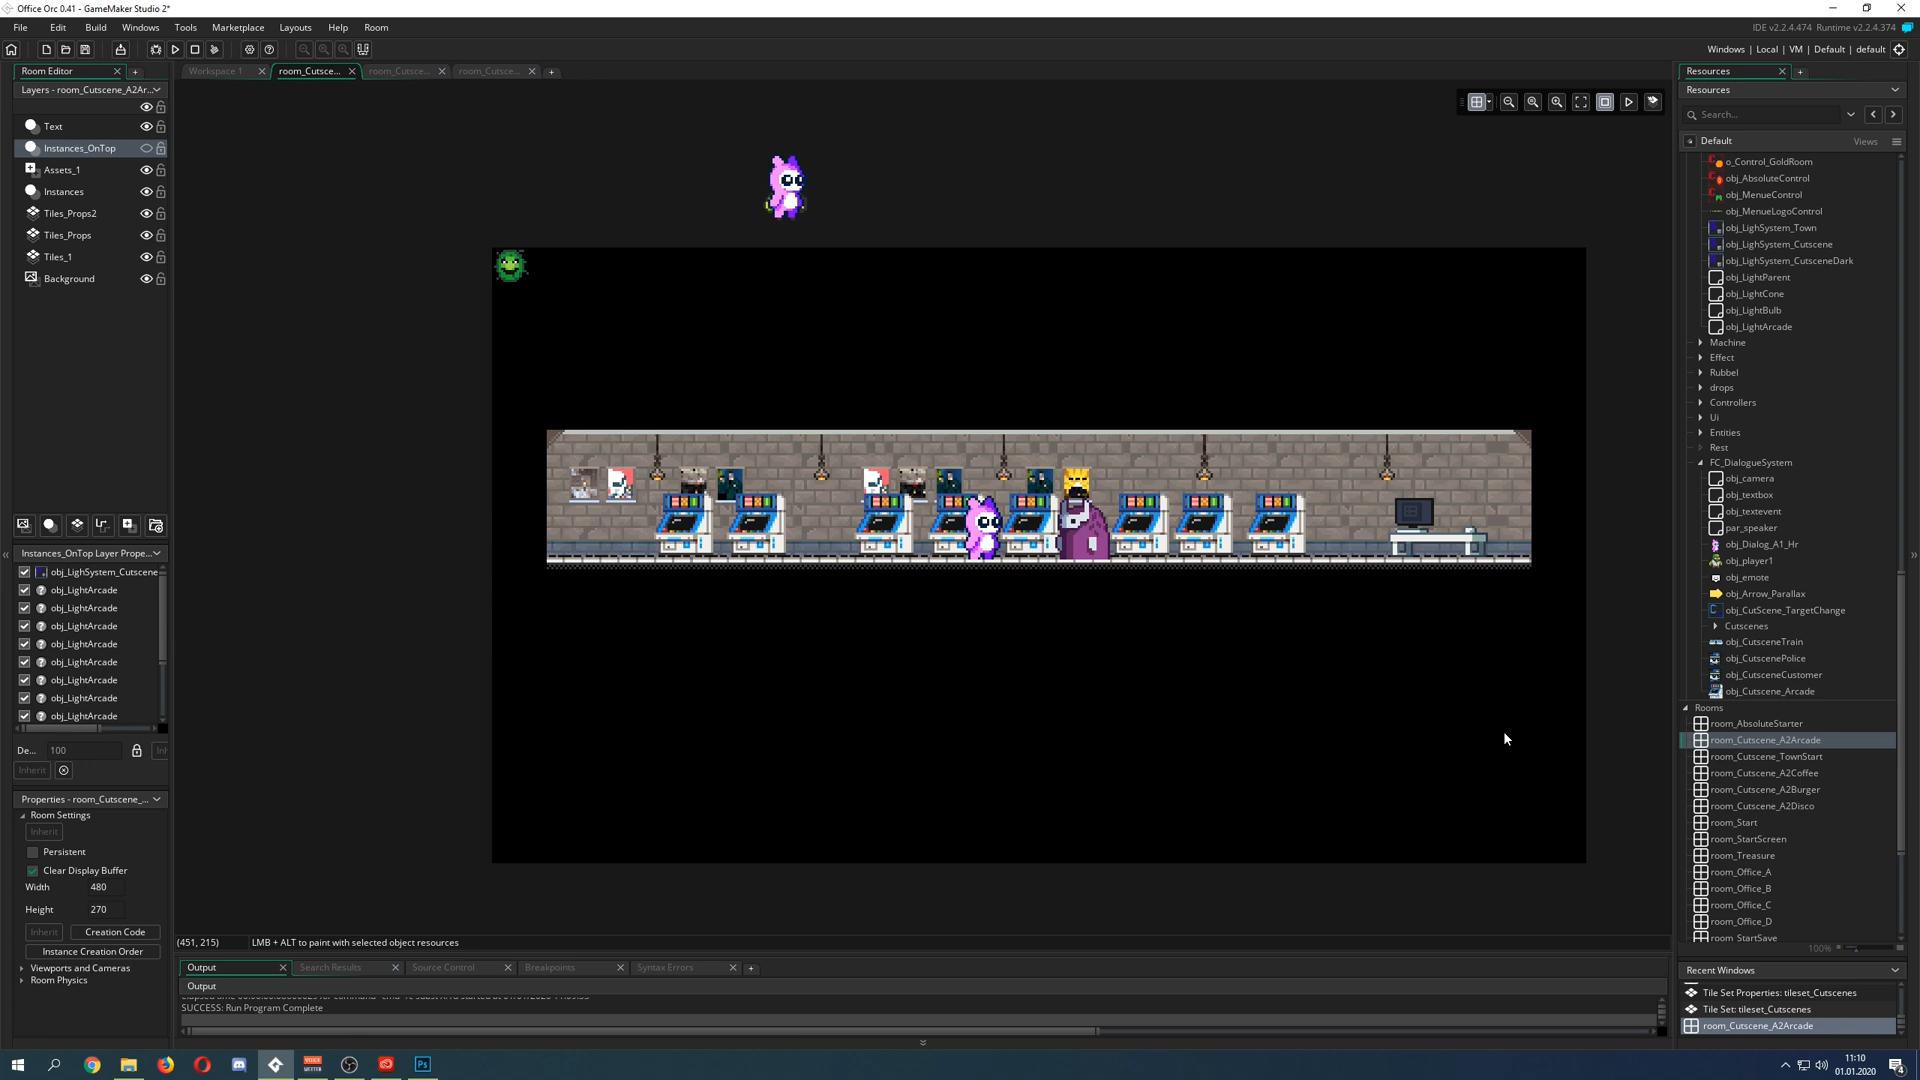 Office Orc 0.41 - GameMaker Studio 2*
File Edit Build Windows Tools Marketplace Layouts Help Room
IDE v2.2.4.474 Runtime v2.2.4.374
Windows | Local | VM | Default | default
Room Editor
Workspace 1
room_Cutsce...
room_Cutsce...
room_Cutsce...
Resources
Layers - room_Cutscene_A2Ar...
Resources
Search...
Text
Instances_OnTop
Assets_1
Instances
Tiles_Props2
Tiles_Props
Tiles_1
Background
Default
Views
o_Control_GoldRoom
obj_AbsoluteControl
obj_MenueControl
obj_MenueLogoControl
obj_LighSystem_Town
obj_LighSystem_Cutscene
obj_LighSystem_CutsceneDark
obj_LightParent
obj_LightCone
obj_LightBulb
obj_LightArcade
Machine
Effect
Rubbel
drops
Controllers
Ui
Entities
Rest
FC_DialogueSystem
obj_camera
obj_textbox
obj_textevent
par_speaker
obj_Dialog_A1_Hr
obj_player1
obj_emote
obj_Arrow_Parallax
obj_CutScene_TargetChange
Cutscenes
obj_CutsceneTrain
obj_CutscenePolice
obj_CutsceneCustomer
obj_Cutscene_Arcade
Rooms
room_AbsoluteStarter
room_Cutscene_A2Arcade
room_Cutscene_TownStart
room_Cutscene_A2Coffee
room_Cutscene_A2Burger
room_Cutscene_A2Disco
room_Start
room_StartScreen
room_Treasure
room_Office_A
room_Office_B
room_Office_C
room_Office_D
room_StartSave
100%
Instances_OnTop Layer Prope...
obj_LighSystem_Cutscene
obj_LightArcade
obj_LightArcade
obj_LightArcade
obj_LightArcade
obj_LightArcade
obj_LightArcade
obj_LightArcade
obj_LightArcade
De... 100
Inherit
Properties - room_Cutscene_...
Room Settings
Inherit
Persistent
Clear Display Buffer
Width 480
Height 270
Inherit
Creation Code
Instance Creation Order
Viewports and Cameras
Room Physics
(451, 215)
LMB + ALT to paint with selected object resources
Output
Search Results
Source Control
Breakpoints
Syntax Errors
Output
SUCCESS: Run Program Complete
Recent Windows
Tile Set Properties: tileset_Cutscenes
Tile Set: tileset_Cutscenes
room_Cutscene_A2Arcade
Ps
11:10
01.01.2020
4